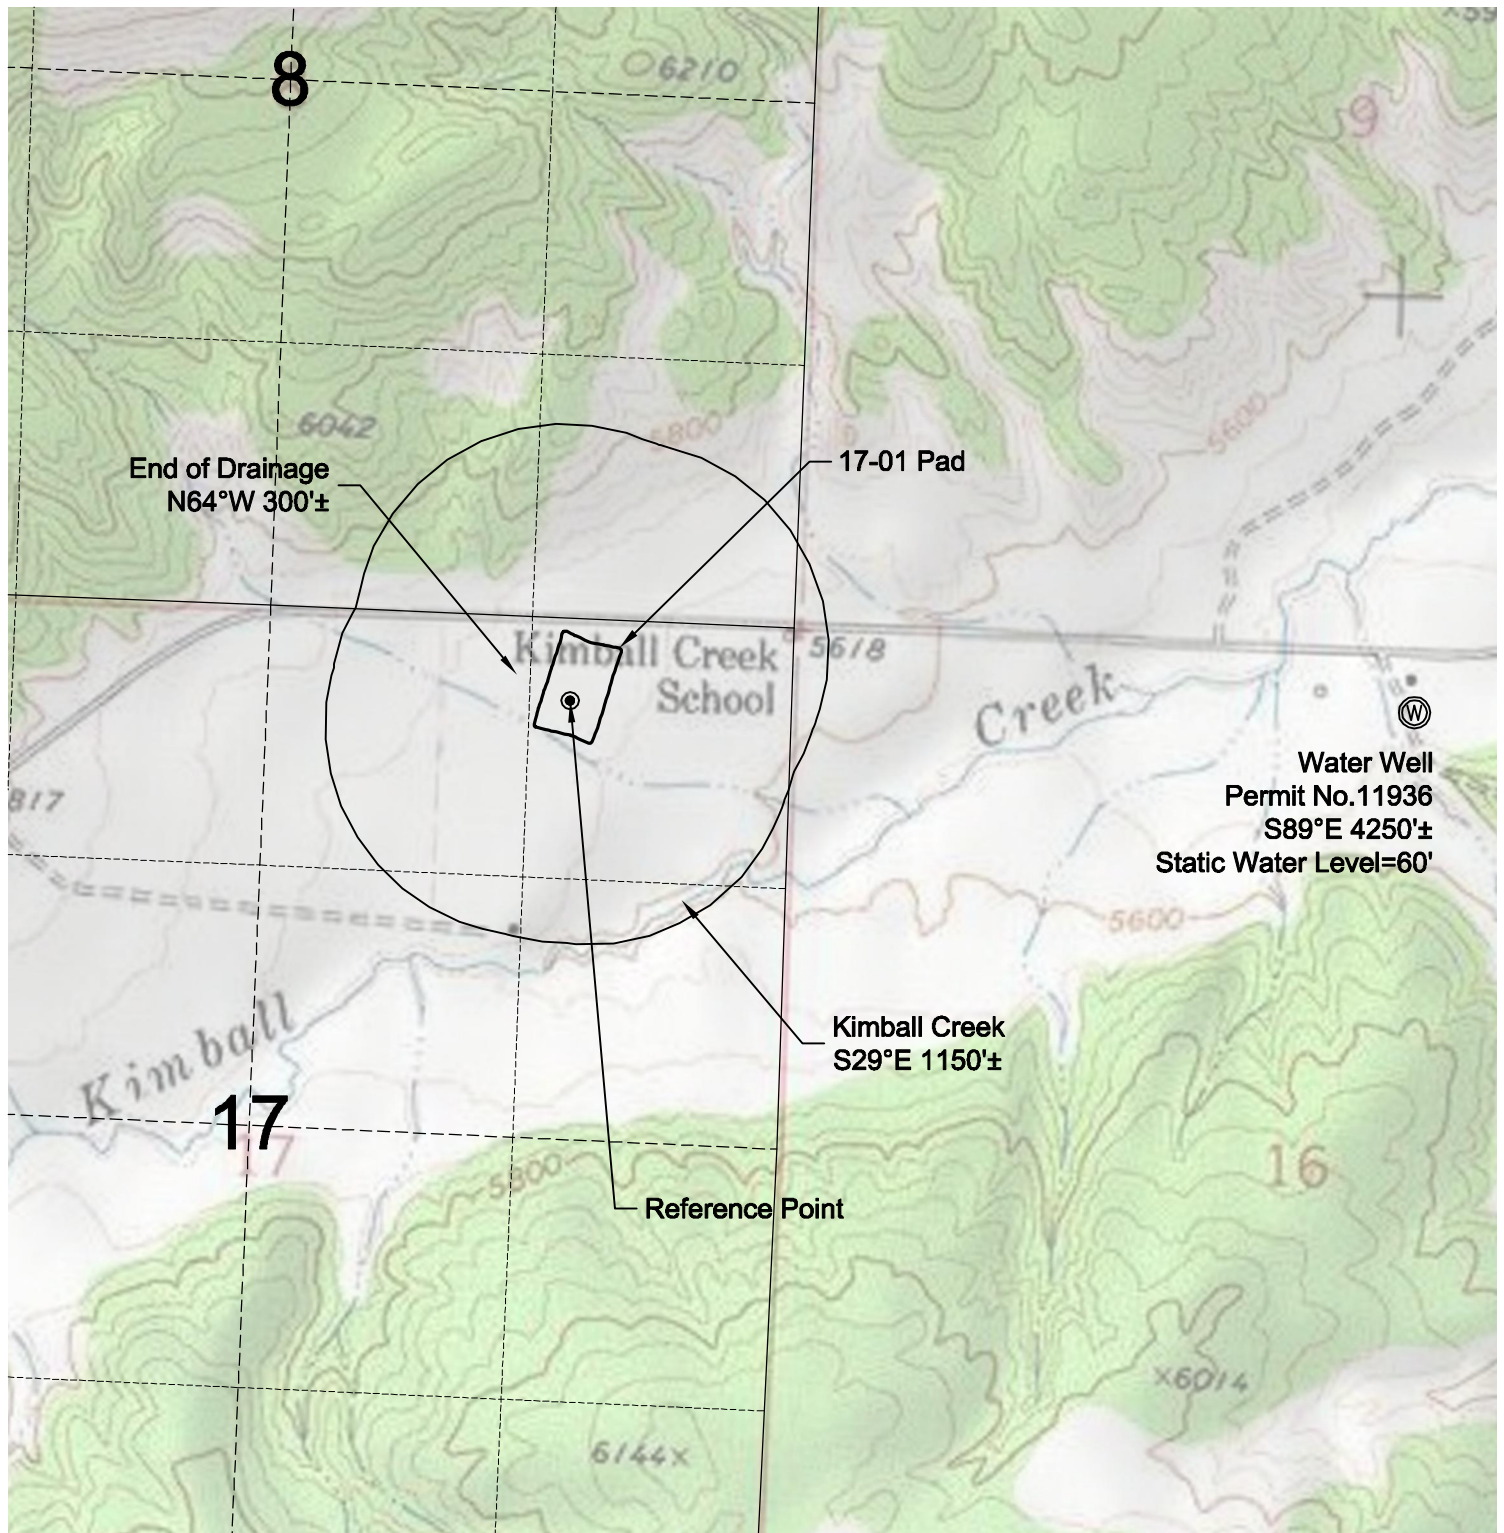 8
6210
9
6042
5800
5600
End of Drainage
N64°W 300'±
17-01 Pad
Kimball Creek
School
5618
Creek
W
Water Well
Permit No.11936
S89°E 4250'±
Static Water Level=60'
817
5600
Kimball
Kimball Creek
S29°E 1150'±
17
17
16
5800
Reference Point
x6014
6144x